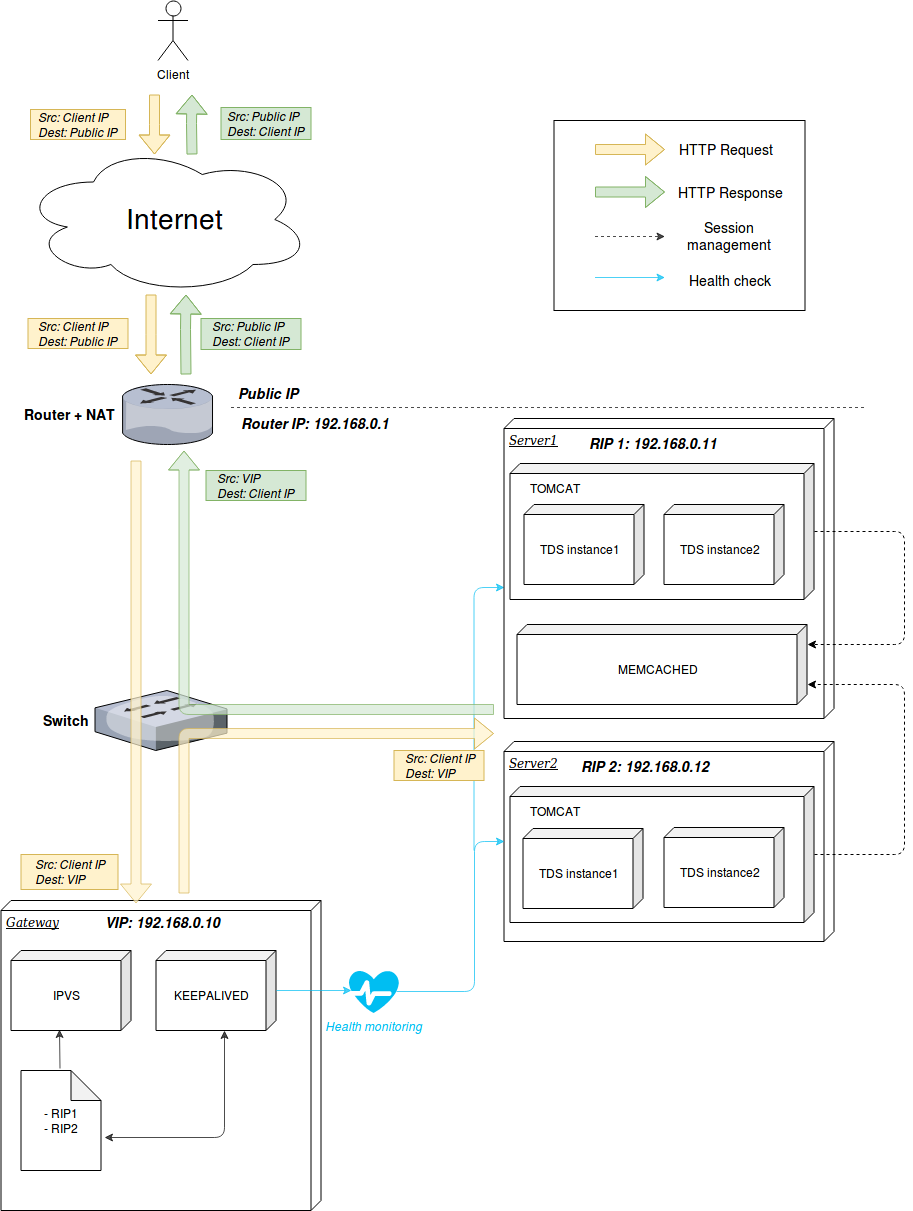 Client
Src: Client IP
Dest: Public IP
Src: Public IP
Dest: Client IP
Internet
HTTP Request
HTTP Response
Session
management
Health check
Src: Client IP
Dest: Public IP
Src: Public IP
Dest: Client IP
Router + NAT
Public IP
Router IP: 192.168.0.1
Src: VIP
Dest: Client IP
Server1
RIP 1: 192.168.0.11
TOMCAT
TDS instance1
TDS instance2
MEMCACHED
Switch
Src: Client IP
Dest: VIP
Server2
RIP 2: 192.168.0.12
TOMCAT
TDS instance1
TDS instance2
Src: Client IP
Dest: VIP
Gateway
VIP: 192.168.0.10
IPVS
KEEPALIVED
Health monitoring
- RIP1
- RIP2